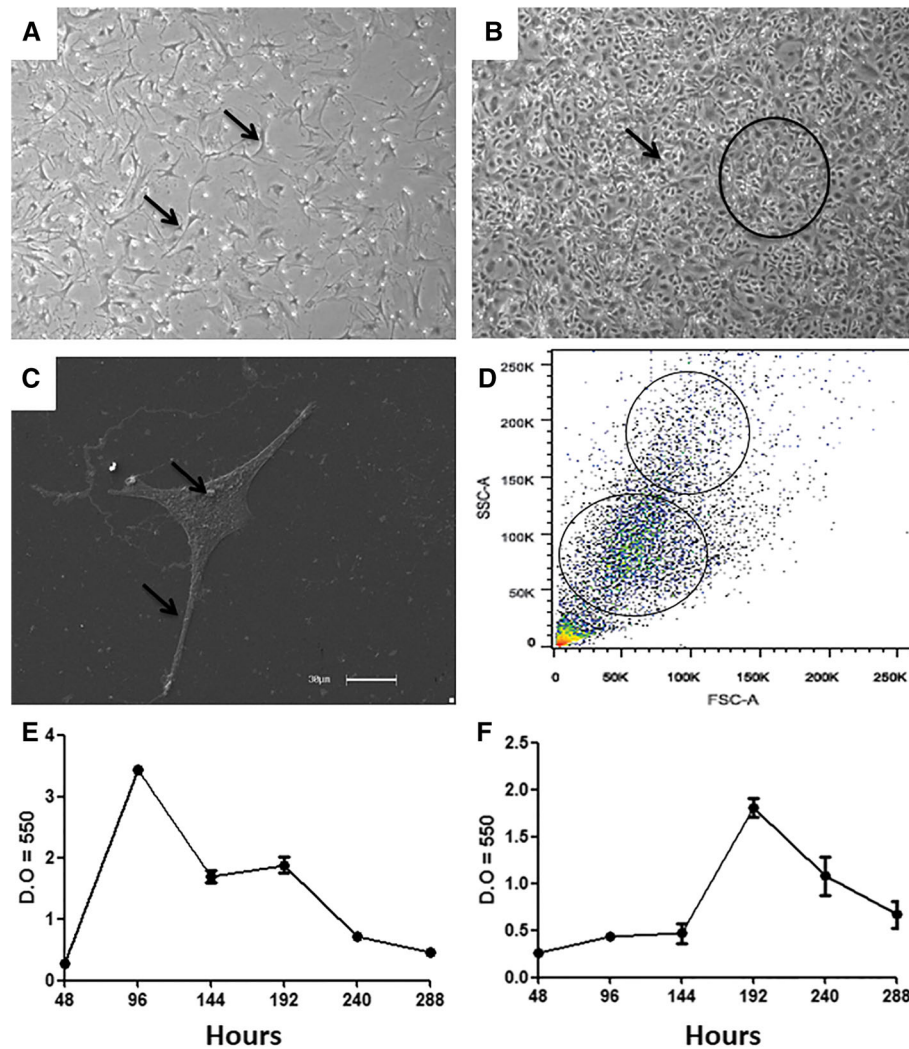 A
B
C
30µm
D
SSC-A
250K
200K
150K
100K
50K
0
0 50K 100K 150K 200K 250K
FSC-A
E
D.O = 550
4
3
2
1
0
48 96 144 192 240 288
Hours
F
D.O = 550
2.5
2.0
1.5
1.0
0.5
0.0
48 96 144 192 240 288
Hours